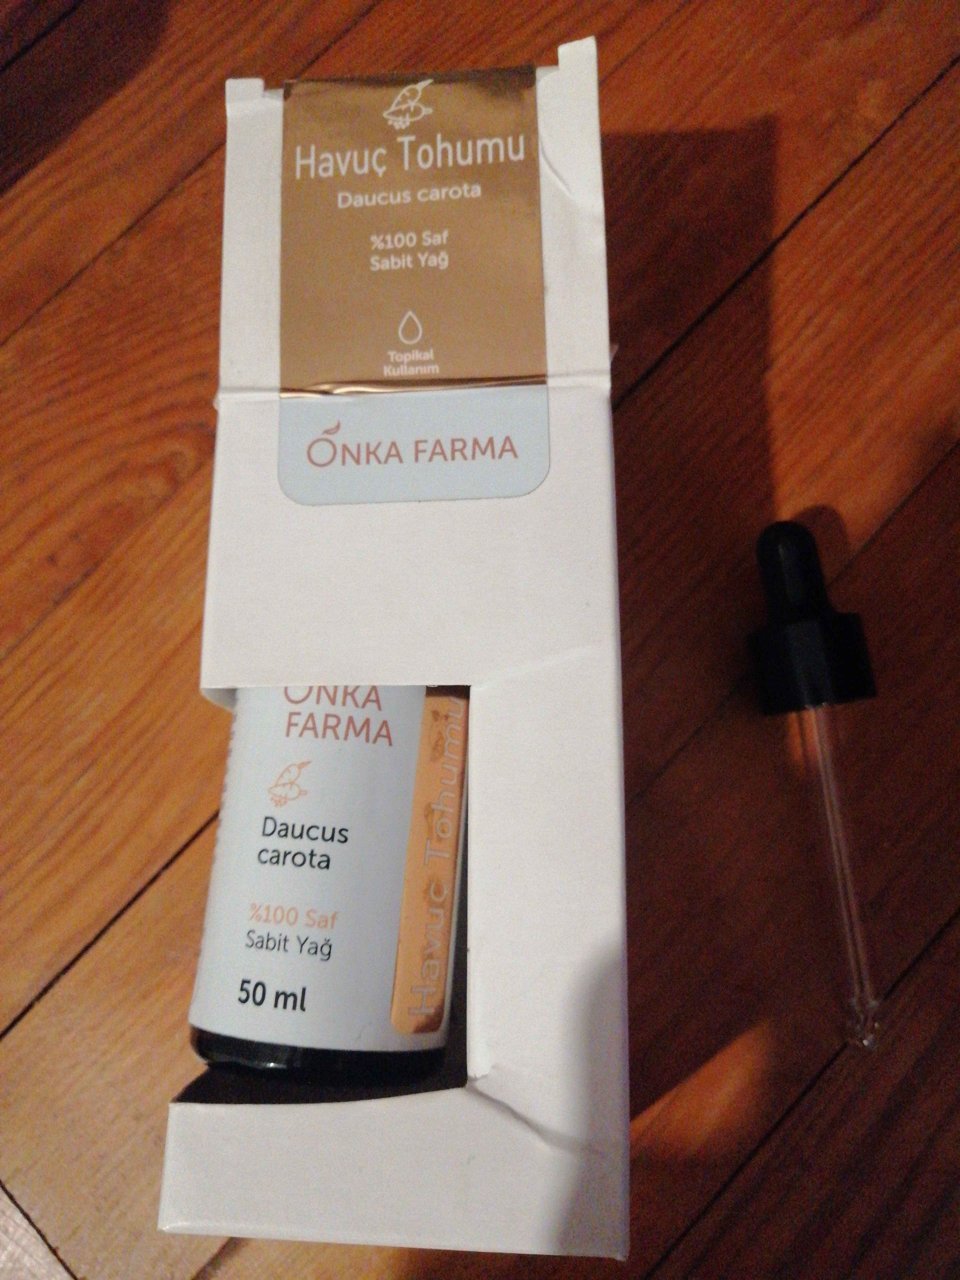 Havuç Tohumu
Daucus carota
%100 Saf
Sabit Yağ
Topikal
Kullanım
ONKA FARMA
ONKA
FARMA
Daucus
carota
%100 Saf
Sabit Yağ
50 ml
Havuç Tohumu